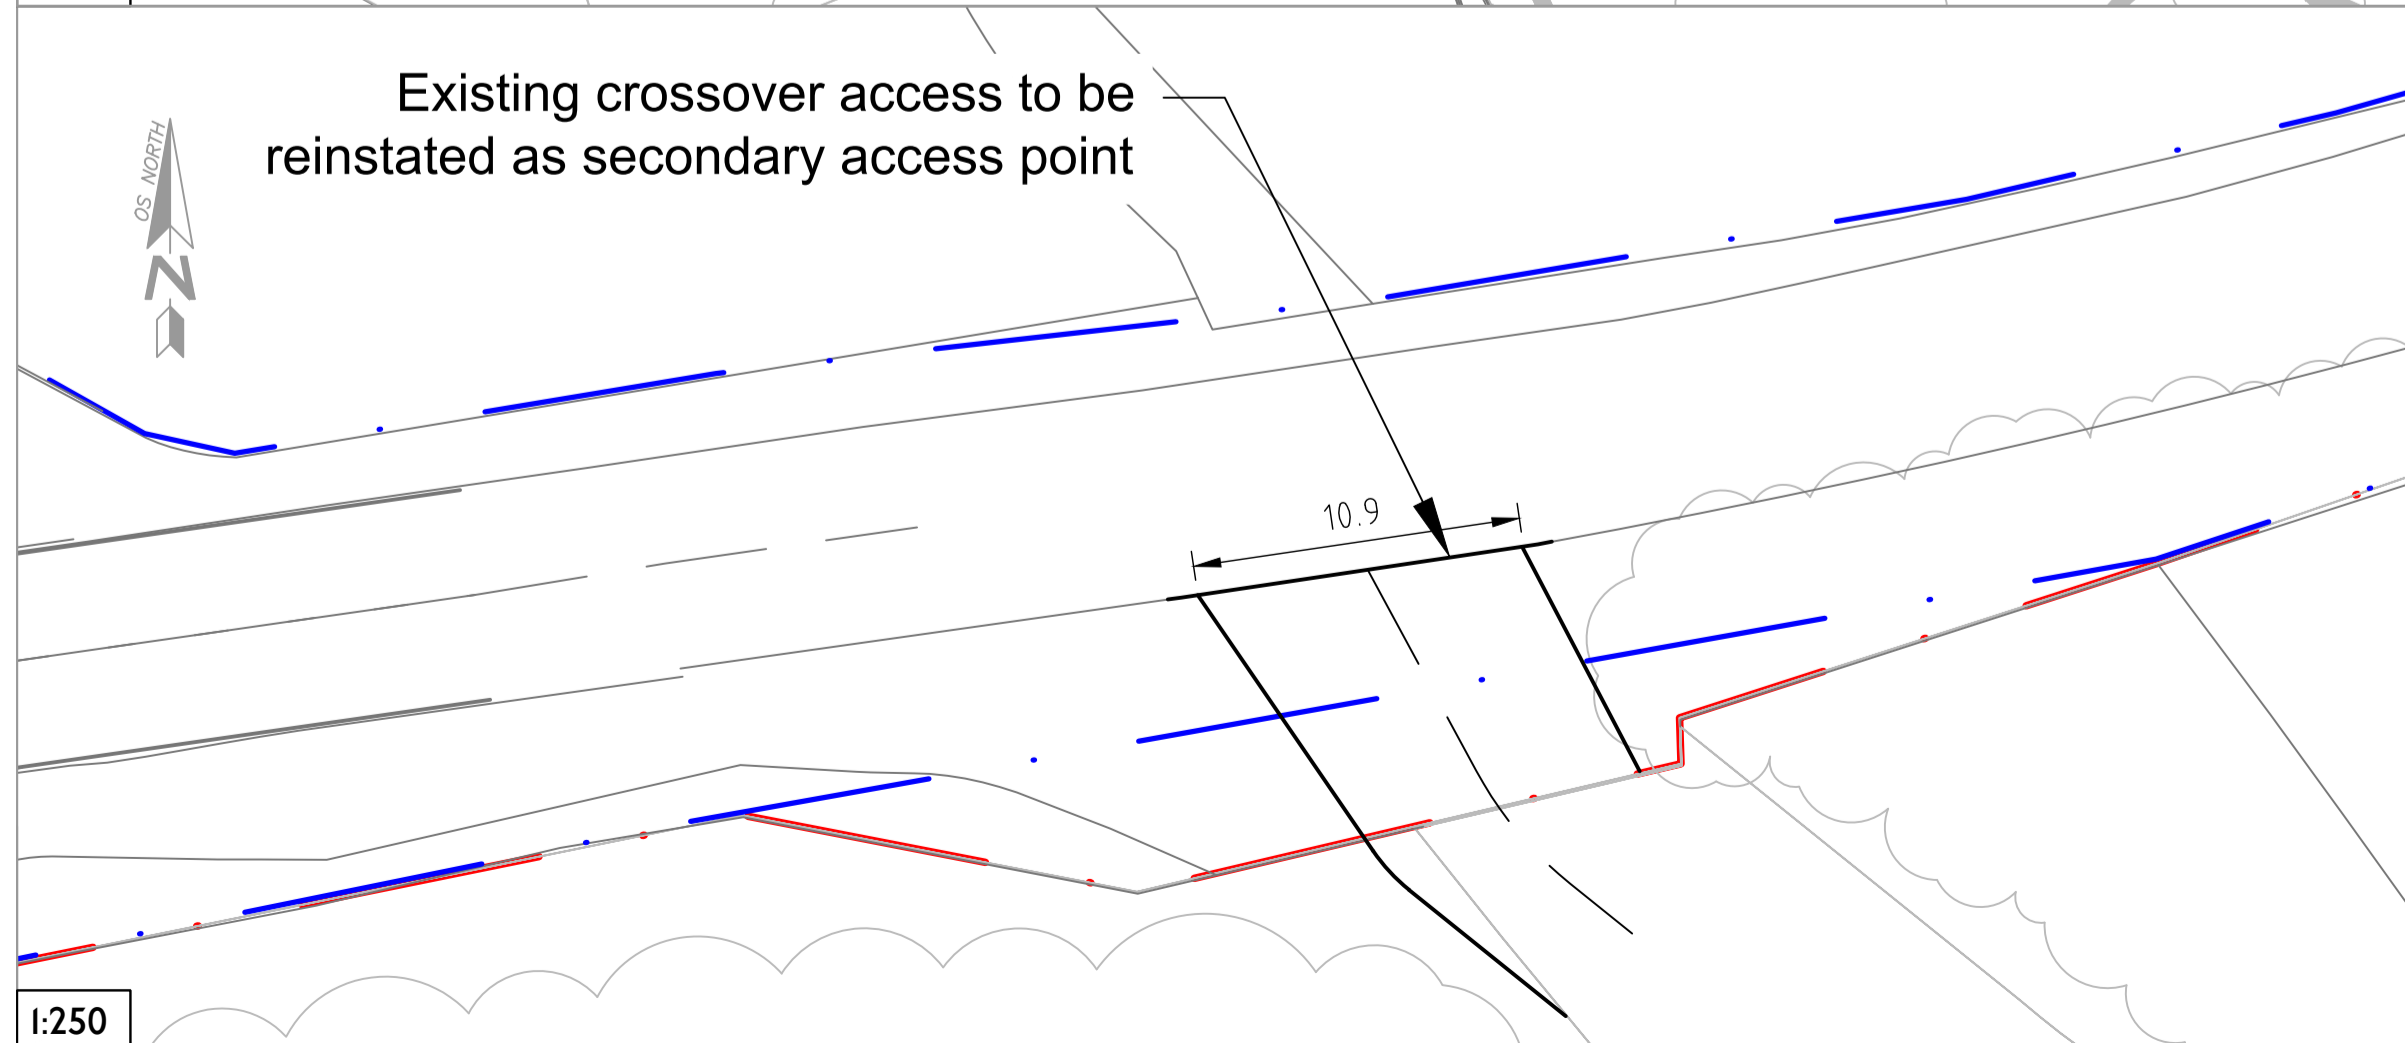 Existing crossover access to be
reinstated as secondary access point
OS NORTH
N
10.9
1:250